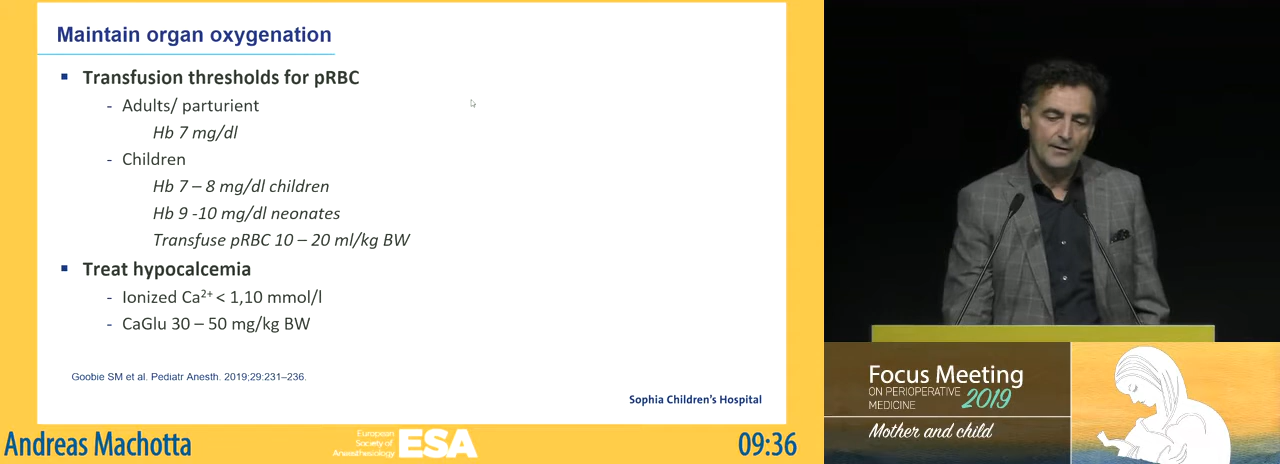 Maintain organ oxygenation
▪ Transfusion thresholds for pRBC
- Adults/ parturient
Hb 7 mg/dl
- Children
Hb 7 – 8 mg/dl children
Hb 9 -10 mg/dl neonates
Transfuse pRBC 10 – 20 ml/kg BW
▪ Treat hypocalcemia
- Ionized Ca²⁺ < 1,10 mmol/l
- CaGlu 30 – 50 mg/kg BW
Goobie SM et al. Pediatr Anesth. 2019;29:231–236.
Sophia Children's Hospital
Andreas Machotta
European
Society of
Anaesthesiology
ESA
09:36
Focus Meeting
ON PERIOPERATIVE
MEDICINE 2019
Mother and child